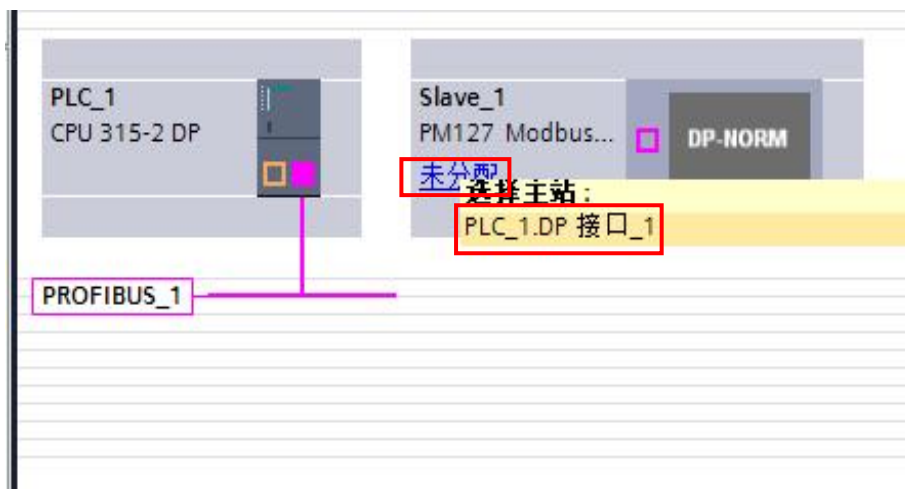 PLC_1
CPU 315-2 DP
Slave_1
PM127 Modbus...
DP-NORM
未分配
选择主站：
PLC_1.DP 接口_1
PROFIBUS_1